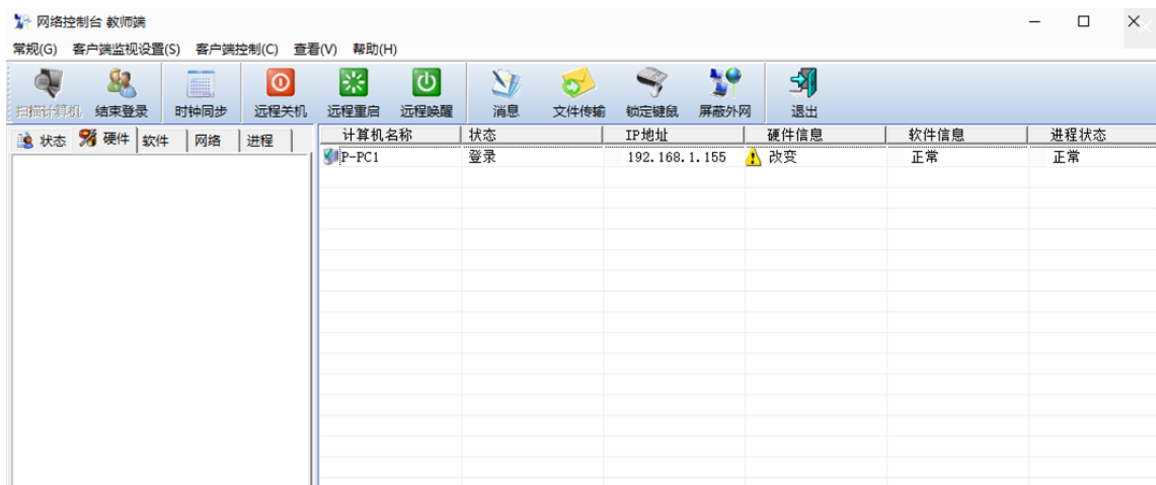 网络控制台 教师端
常规(G) 客户端监视设置(S) 客户端控制(C) 查看(V) 帮助(H)
扫描计算机 结束登录 时钟同步 远程关机 远程重启 远程唤醒 消息 文件传输 锁定键鼠 屏蔽外网 退出
状态 硬件 软件 网络 进程 计算机名称 状态 IP地址 硬件信息 软件信息 进程状态
P-PC1 登录 192.168.1.155 改变 正常 正常